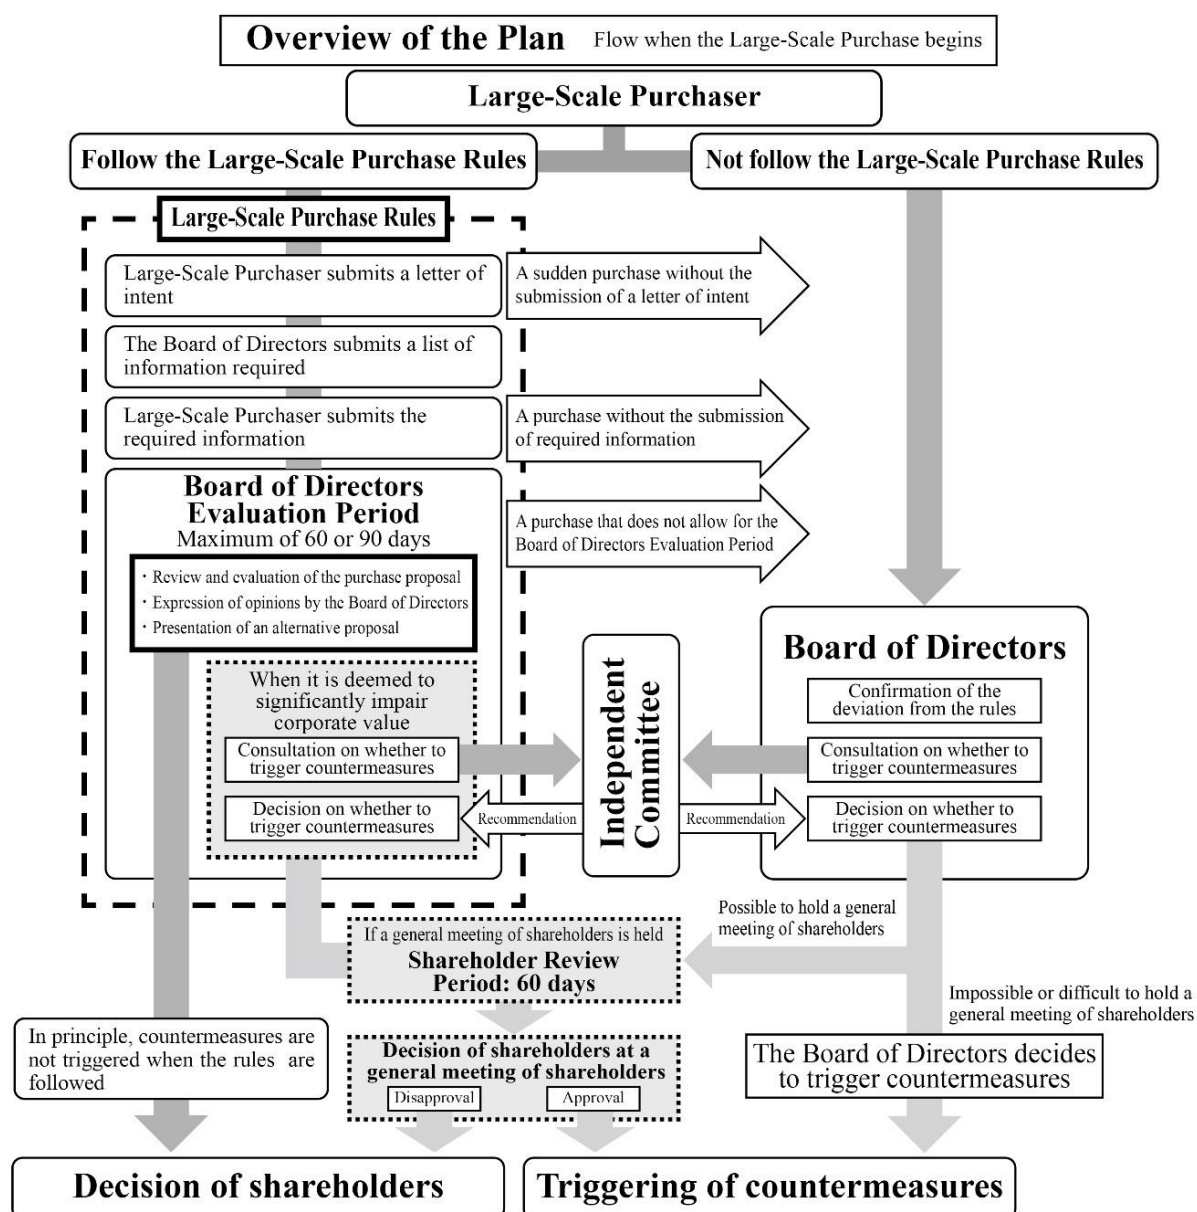 Overview of the Plan Flow when the Large-Scale Purchase begins
Large-Scale Purchaser
Follow the Large-Scale Purchase Rules
Not follow the Large-Scale Purchase Rules
Large-Scale Purchase Rules
Large-Scale Purchaser submits a letter of
intent
A sudden purchase without the
submission of a letter of intent
The Board of Directors submits a list of
information required
Large-Scale Purchaser submits the
required information
A purchase without the submission
of required information
Board of Directors
Evaluation Period
Maximum of 60 or 90 days
A purchase that does not allow for the
Board of Directors Evaluation Period
・Review and evaluation of the purchase proposal
・Expression of opinions by the Board of Directors
・Presentation of an alternative proposal
When it is deemed to
significantly impair
corporate value
Consultation on whether to
trigger countermeasures
Decision on whether to
trigger countermeasures
Recommendation
Independent
Committee
Recommendation
Board of Directors
Confirmation of the
deviation from the rules
Consultation on whether to
trigger countermeasures
Decision on whether to
trigger countermeasures
Possible to hold a general
meeting of shareholders
If a general meeting of shareholders is held
Shareholder Review
Period: 60 days
Impossible or difficult to hold a
general meeting of shareholders
In principle, countermeasures are
not triggered when the rules are
followed
Decision of shareholders at a
general meeting of shareholders
Disapproval
Approval
The Board of Directors decides
to trigger countermeasures
Decision of shareholders
Triggering of countermeasures